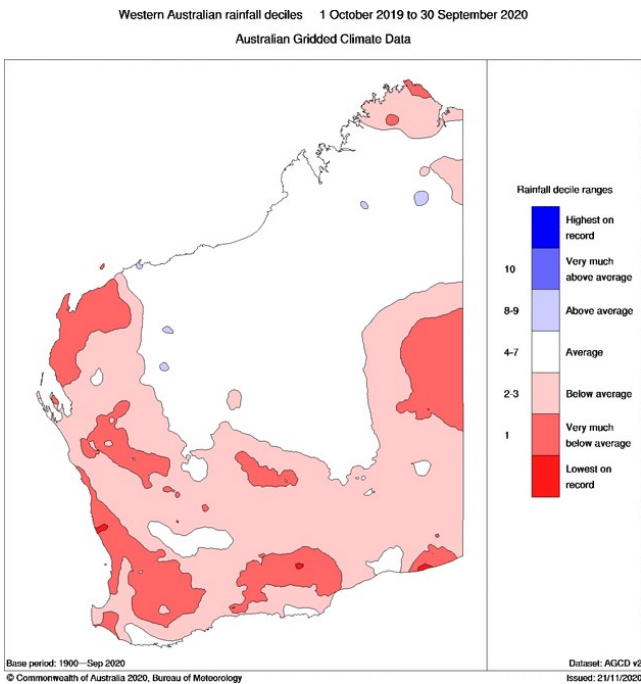 Western Australian rainfall deciles 1 October 2019 to 30 September 2020
Australian Gridded Climate Data
Rainfall decile ranges
Highest on
record
10 Very much
above average
8-9 Above average
4-7 Average
2-3 Below average
1 Very much
below average
Lowest on
record
Base period: 1900—Sep 2020
Dataset: AGCD v2
© Commonwealth of Australia 2020, Bureau of Meteorology
Issued: 21/11/2020